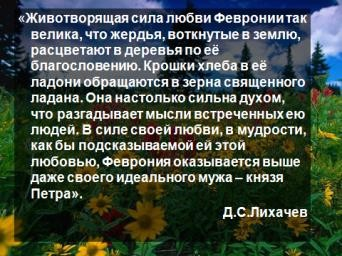 «Животворящая сила любви Февронии так
велика, что жердья, воткнутые в землю,
расцветают в деревья по её
благословению. Крошки хлеба в её
ладони обращаются в зерна священного
ладана. Она настолько сильна духом,
что разгадывает мысли встреченных ею
людей. В силе своей любви, в мудрости,
как бы подсказываемой ей этой
любовью, Феврония оказывается выше
даже своего идеального мужа – князя
Петра».
Д.С.Лихачев